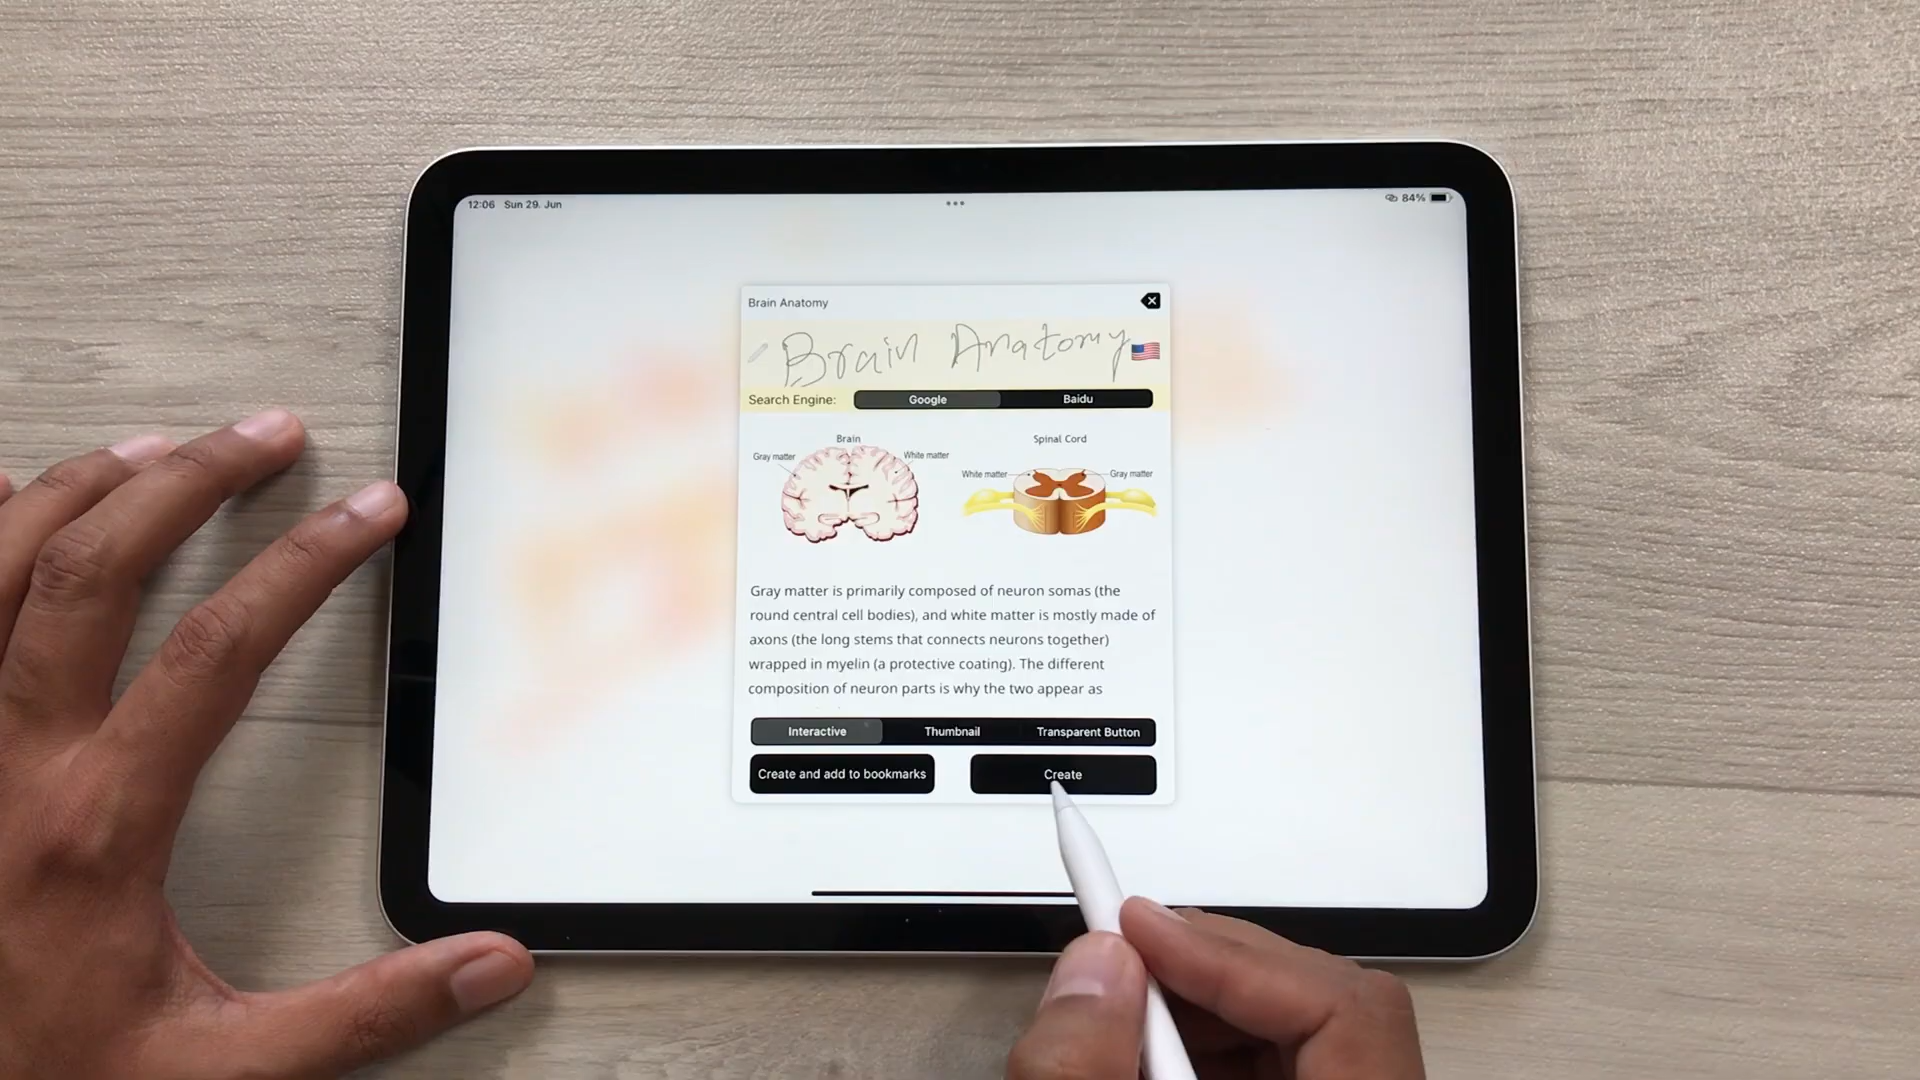 12:06 Sun 29. Jun
84%
Brain Anatomy
Brain Anatomy
Search Engine: Google Baidu
Brain
Spinal Cord
Gray matter
White matter
White matter
Gray matter
Gray matter is primarily composed of neuron somas (the
round central cell bodies), and white matter is mostly made of
axons (the long stems that connects neurons together)
wrapped in myelin (a protective coating). The different
composition of neuron parts is why the two appear as
Interactive Thumbnail Transparent Button
Create and add to bookmarks Create